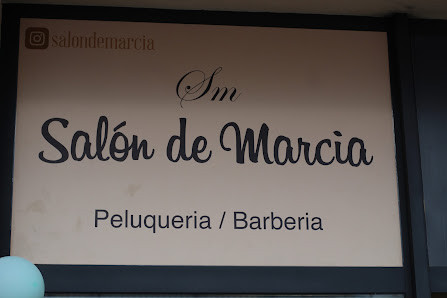 salondemarcia
Sm
Salón de Marcia
Peluqueria / Barberia